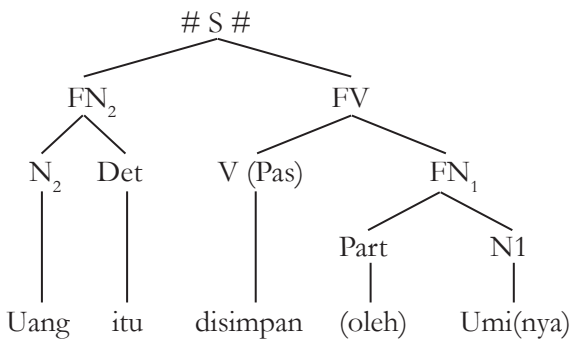 # S #
FN₂ FV
N₂ Det V (Pas) FN₁
Part N1
Uang itu disimpan (oleh) Umi(nya)